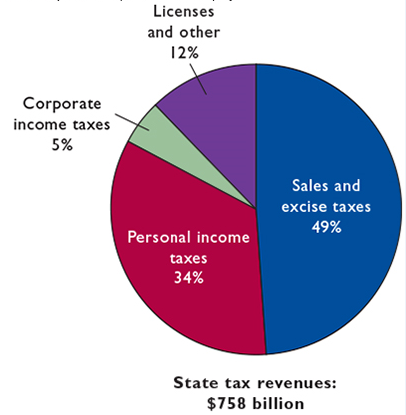 Licenses
and other
12%
Corporate
income taxes
5%
Sales and
excise taxes
49%
Personal income
taxes
34%
State tax revenues:
$758 billion